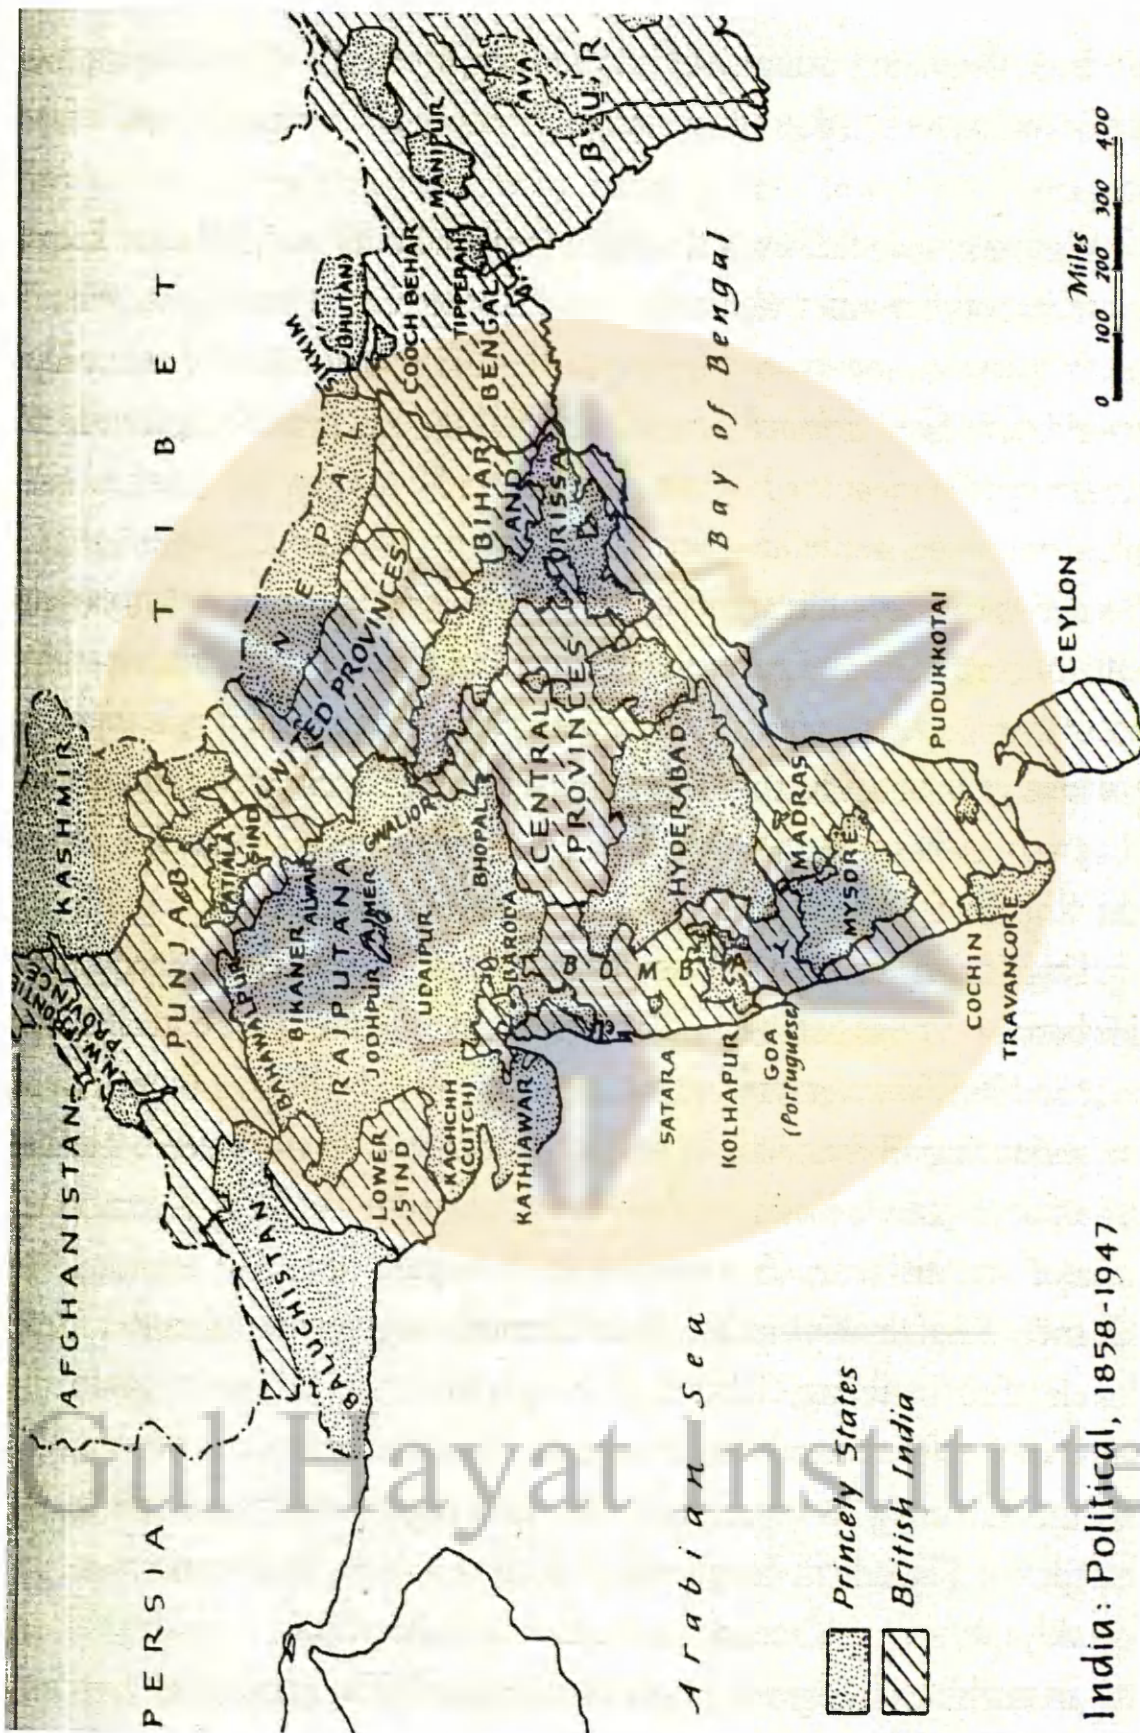 PERSIA
AFGHANISTAN
TIBET
N.W. FRONTIER
PROVINCE
KASHMIR
PUNJAB
PATIALA
SIND
BALUCHISTAN
BAHAWALPUR
BIKANER
ALWAR
RAJPUTANA
JODHPUR
AJMER
GWALIOR
UDAIPUR
LOWER
SIND
KACHCHH
(CUTCH)
KATHIAWAR
BARODA
BHOPAL
UNITED PROVINCES
NEPAL
SIKKIM
(BHUTAN)
COOCH BEHAR
TIPPERAH
BENGAL
MANIPUR
AVA
BUR
BIHAR
AND
ORISSA
CENTRAL
PROVINCES
HYDERABAD
BOMBAY
SATARA
KOLHAPUR
GOA
(Portuguese)
MADRAS
MYSORE
COCHIN
TRAVANCORE
PUDUKKOTAI
CEYLON
Arabian Sea
Bay of Bengal
Princely States
British India
Miles
0 100 200 300 400
India: Political, 1858-1947
Gul Hayat Institute